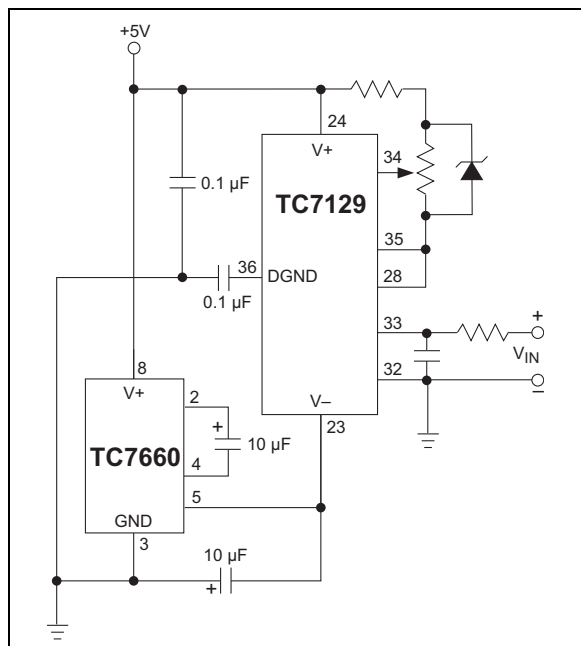 +5V
24
V+
34
0.1 µF
TC7129
35
36
DGND
28
0.1 µF
33
+
VIN
8
V+
32
–
2
V–
23
+
TC7660
10 µF
4
5
GND
3
10 µF
+